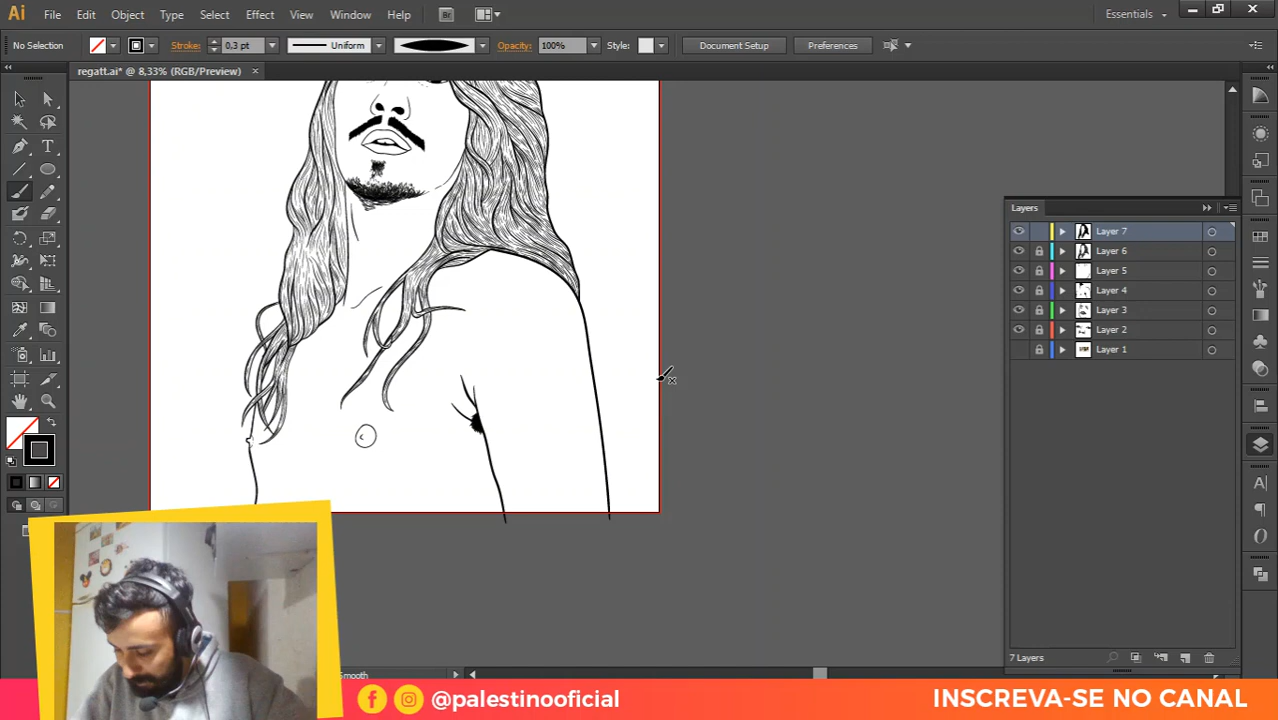 Ai File Edit Object Type Select Effect View Window Help Br Essentials
No Selection Stroke: 0,3 pt Uniform Opacity: 100% Style: Document Setup Preferences
regatt.ai* @ 8,33% (RGB/Preview)
Layers
Layer 7
Layer 6
Layer 5
Layer 4
Layer 3
Layer 2
Layer 1
7 Layers
Smooth
@palestinooficial
INSCREVA-SE NO CANAL